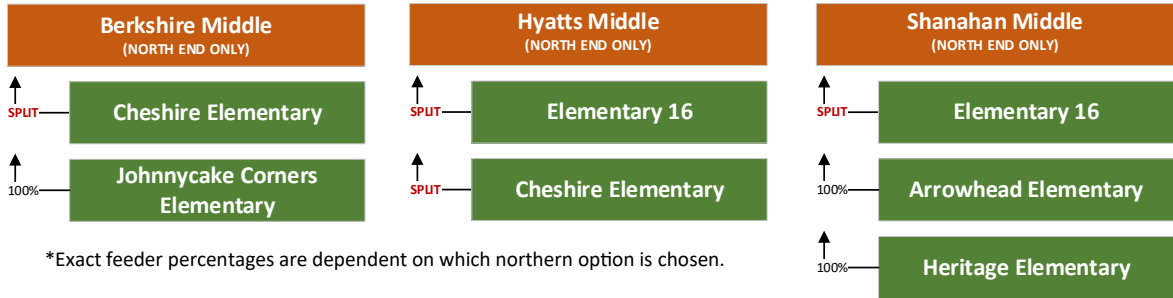 Berkshire Middle
(NORTH END ONLY)
SPLIT
Cheshire Elementary
100%
Johnnycake Corners
Elementary
Hyatts Middle
(NORTH END ONLY)
SPLIT
Elementary 16
SPLIT
Cheshire Elementary
Shanahan Middle
(NORTH END ONLY)
SPLIT
Elementary 16
100%
Arrowhead Elementary
100%
Heritage Elementary
*Exact feeder percentages are dependent on which northern option is chosen.